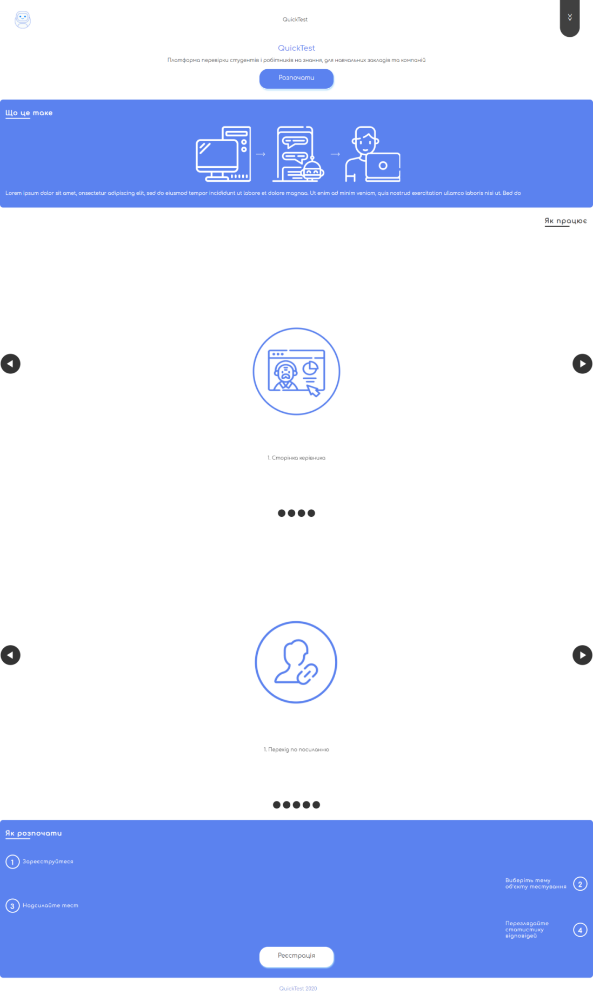 QuickTest
QuickTest
Платформа перевірки студентів і робітників на знання, для навчальних закладів та компаній
Розпочати
Що це таке
Lorem ipsum dolor sit amet, onsectetur adipiscing elit, sed do eiusmod tempor incididunt ut labore et dolore magnaa. Ut enim ad minim veniam, quis nostrud exercitation ullamco laboris nisi ut. Bed do
Як працює
1. Сторінка керівника
1. Перехід по посиланню
Як розпочати
1 Зареєструйтеся
Виберіть тему
об'єкту тестування 2
3 Надсилайте тест
Переглядайте
статистику 4
відповідей
Реєстрація
QuickTest 2020